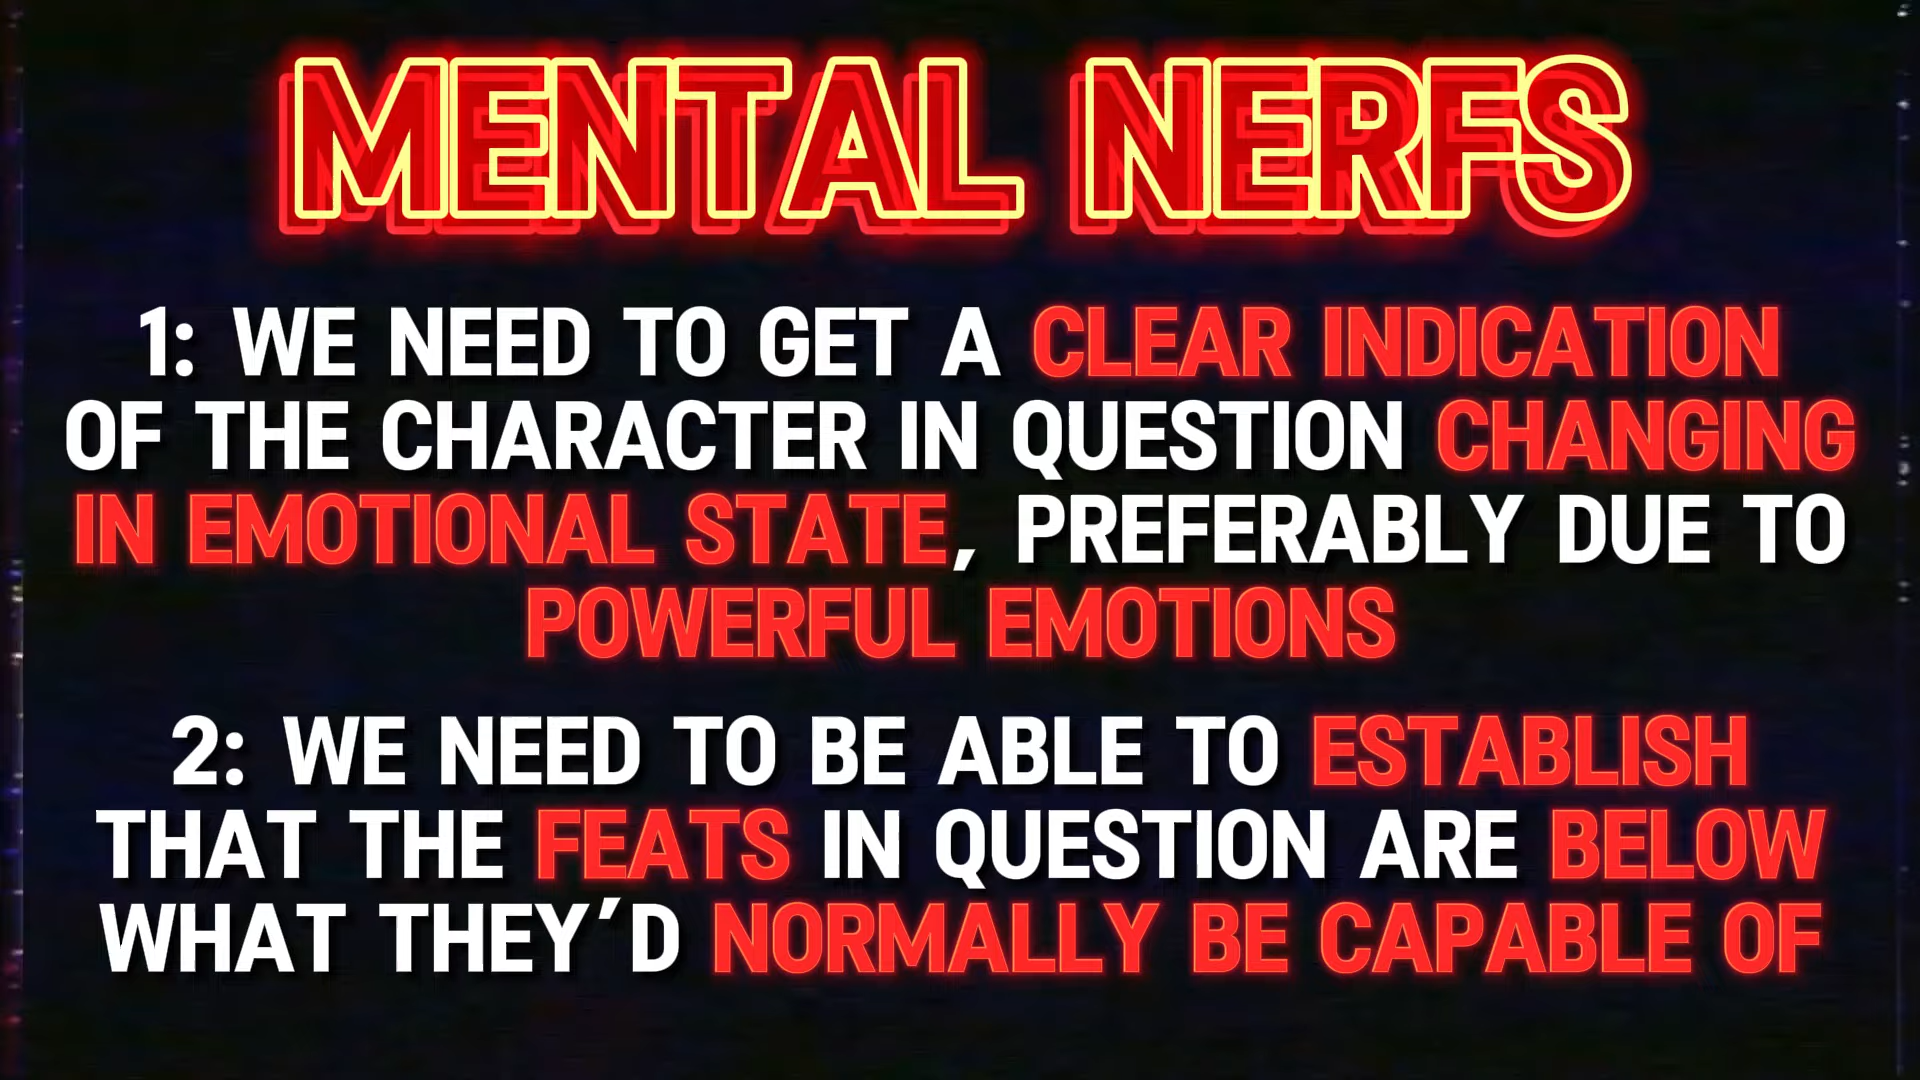 MENTAL NERFS
1: WE NEED TO GET A CLEAR INDICATION
OF THE CHARACTER IN QUESTION CHANGING
IN EMOTIONAL STATE, PREFERABLY DUE TO
POWERFUL EMOTIONS
2: WE NEED TO BE ABLE TO ESTABLISH
THAT THE FEATS IN QUESTION ARE BELOW
WHAT THEY'D NORMALLY BE CAPABLE OF